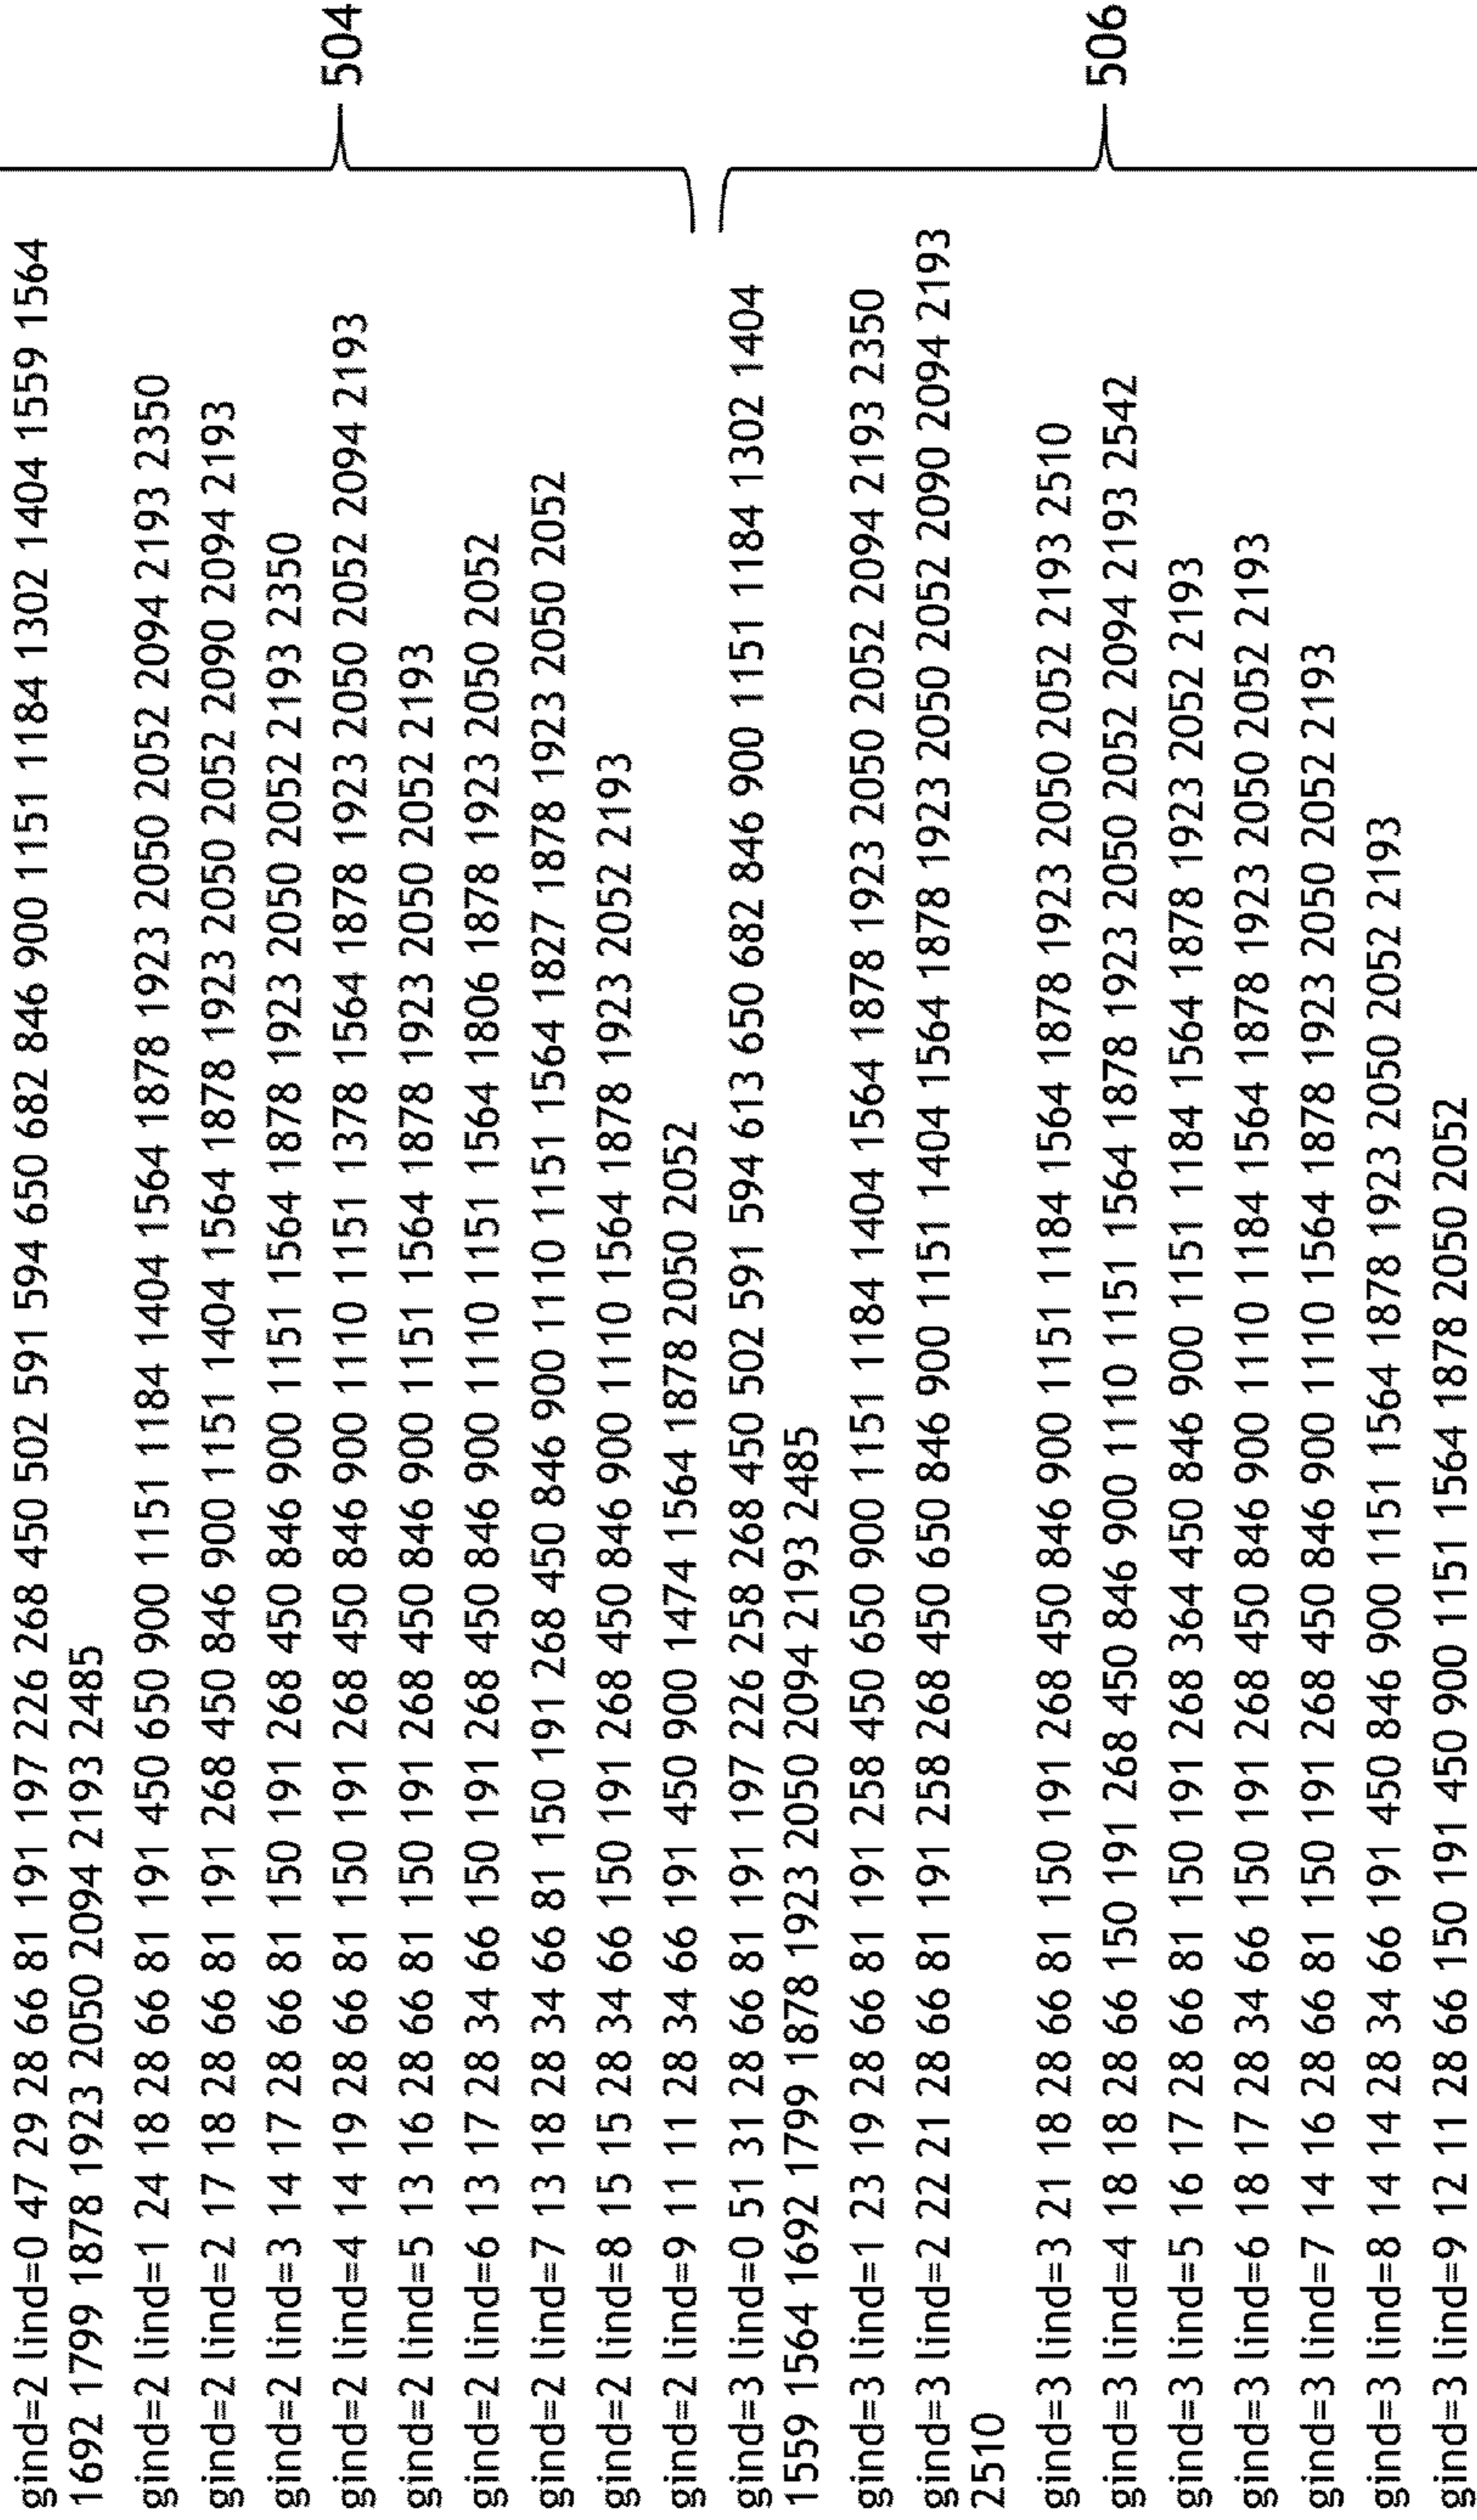 gind=2 lind=0 47 29 28 66 81 191 197 226 268 450 502 591 594 650 682 846 900 1151 1184 1302 1404 1559 1564
1692 1799 1878 1923 2050 2094 2193 2485
gind=2 lind=1 24 18 28 66 81 191 450 650 900 1151 1184 1404 1564 1878 1923 2050 2052 2094 2193 2350
gind=2 lind=2 17 18 28 66 81 191 268 450 846 900 1151 1404 1564 1878 1923 2050 2052 2090 2094 2193
gind=2 lind=3 14 17 28 66 81 150 191 268 450 846 900 1151 1564 1878 1923 2050 2052 2193 2350
gind=2 lind=4 14 19 28 66 81 150 191 268 450 846 900 1110 1151 1378 1564 1878 1923 2050 2052 2094 2193
gind=2 lind=5 13 16 28 66 81 150 191 268 450 846 900 1151 1564 1878 1923 2050 2052 2193
gind=2 lind=6 13 17 28 34 66 150 191 268 450 846 900 1110 1151 1564 1806 1878 1923 2050 2052
gind=2 lind=7 13 18 28 34 66 81 150 191 268 450 846 900 1110 1151 1564 1827 1878 1923 2050 2052
gind=2 lind=8 15 15 28 34 66 150 191 268 450 846 900 1110 1564 1878 1923 2052 2193
gind=2 lind=9 11 11 28 34 66 191 450 900 1474 1564 1878 2050 2052
504
gind=3 lind=0 51 31 28 66 81 191 197 226 258 268 450 502 591 594 613 650 682 846 900 1151 1184 1302 1404
1559 1564 1692 1799 1878 1923 2050 2094 2193 2485
gind=3 lind=1 23 19 28 66 81 191 258 450 650 900 1151 1184 1404 1564 1878 1923 2050 2052 2094 2193 2350
gind=3 lind=2 22 21 28 66 81 191 258 268 450 650 846 900 1151 1404 1564 1878 1923 2050 2052 2090 2094 2193
2510
gind=3 lind=3 21 18 28 66 81 150 191 268 450 846 900 1151 1184 1564 1878 1923 2050 2052 2193 2510
gind=3 lind=4 18 18 28 66 150 191 268 450 846 900 1110 1151 1564 1878 1923 2050 2052 2094 2193 2542
gind=3 lind=5 16 17 28 66 81 150 191 268 364 450 846 900 1151 1184 1564 1878 1923 2052 2193
gind=3 lind=6 18 17 28 34 66 150 191 268 450 846 900 1110 1184 1564 1878 1923 2050 2052 2193
gind=3 lind=7 14 16 28 66 81 150 191 268 450 846 900 1110 1564 1878 1923 2050 2052 2193
gind=3 lind=8 14 14 28 34 66 191 450 846 900 1151 1564 1878 1923 2050 2052 2193
gind=3 lind=9 12 11 28 66 150 191 450 900 1151 1564 1878 2050 2052
506